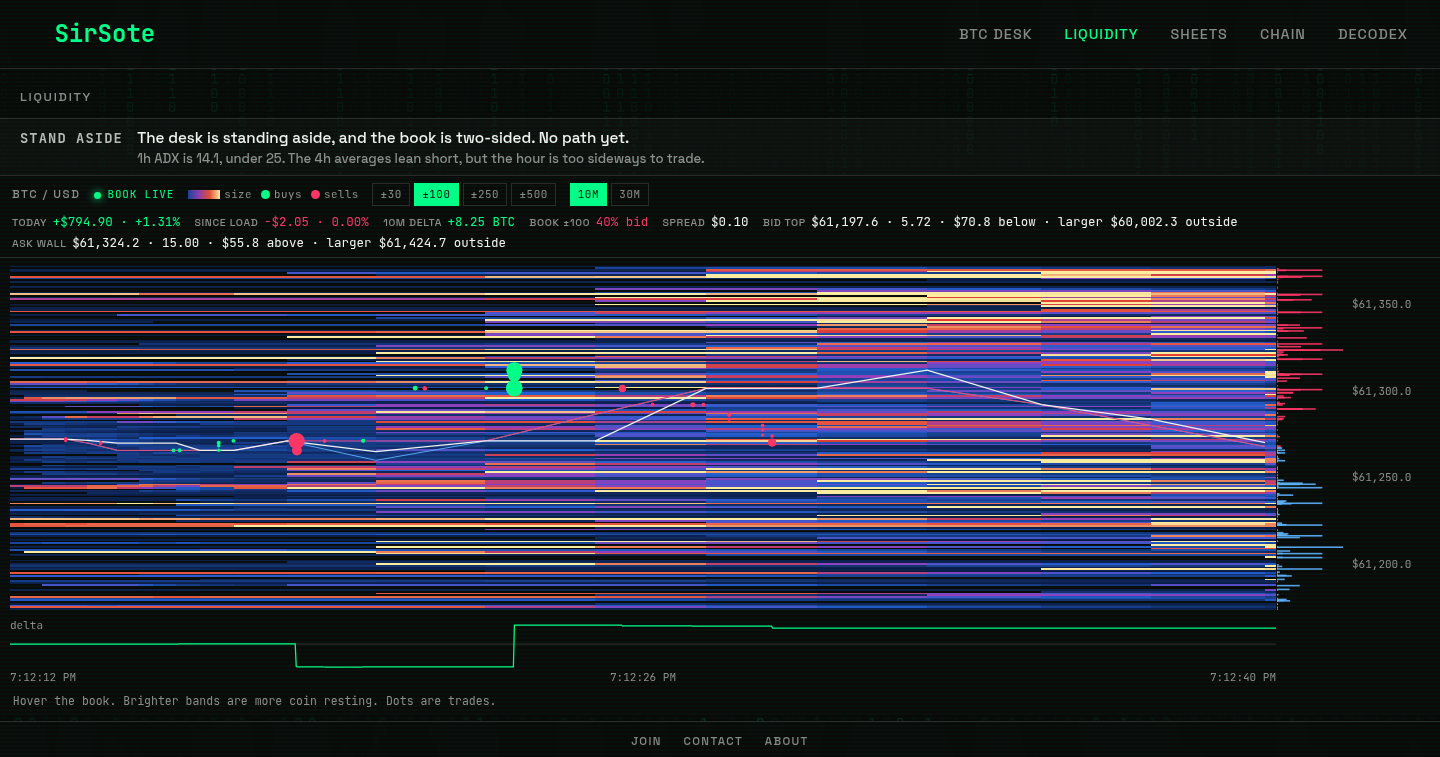 SirSote
BTC DESK LIQUIDITY SHEETS CHAIN DECODEX
LIQUIDITY
STAND ASIDE The desk is standing aside, and the book is two-sided. No path yet.
1h ADX is 14.1, under 25. The 4h averages lean short, but the hour is too sideways to trade.
BTC / USD BOOK LIVE size buys sells ±30 ±100 ±250 ±500 10M 30M
TODAY +$794.90 · +1.31% SINCE LOAD -$2.05 · 0.00% 10M DELTA +8.25 BTC BOOK ±100 40% bid SPREAD $0.10 BID TOP $61,197.6 · 5.72 · $70.8 below · larger $60,002.3 outside
ASK WALL $61,324.2 · 15.00 · $55.8 above · larger $61,424.7 outside
$61,350.0
$61,300.0
$61,250.0
$61,200.0
delta
7:12:12 PM 7:12:26 PM 7:12:40 PM
Hover the book. Brighter bands are more coin resting. Dots are trades.
JOIN CONTACT ABOUT